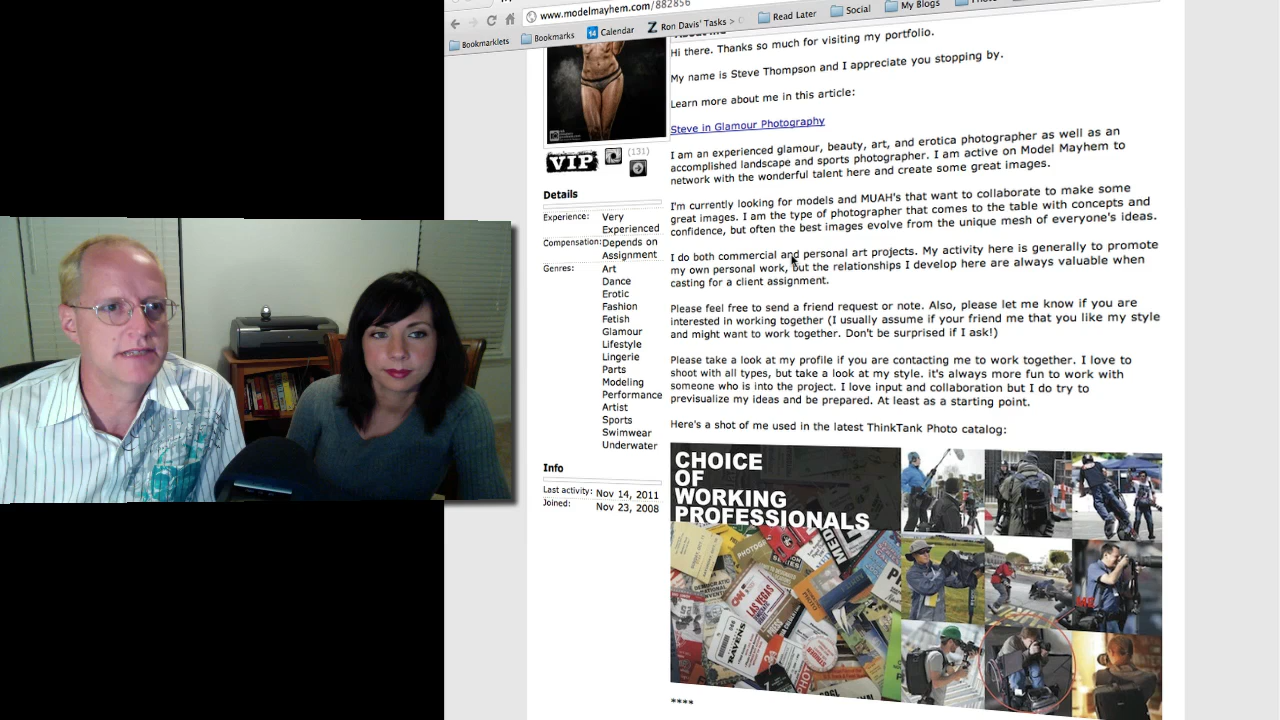 www.modelmayhem.com/882856
Bookmarklets
Bookmarks
14
Calendar
Z
Ron Davis' Tasks >
Read Later
Social
My Blogs
About Me
Hi there. Thanks so much for visiting my portfolio.
My name is Steve Thompson and I appreciate you stopping by.
Learn more about me in this article:
Steve in Glamour Photography
I am an experienced glamour, beauty, art, and erotica photographer as well as an
accomplished landscape and sports photographer. I am active on Model Mayhem to
network with the wonderful talent here and create some great images.
I'm currently looking for models and MUAH's that want to collaborate to make some
great images. I am the type of photographer that comes to the table with concepts and
confidence, but often the best images evolve from the unique mesh of everyone's ideas.
I do both commercial and personal art projects. My activity here is generally to promote
my own personal work, but the relationships I develop here are always valuable when
casting for a client assignment.
Please feel free to send a friend request or note. Also, please let me know if you are
interested in working together (I usually assume if your friend me that you like my style
and might want to work together. Don't be surprised if I ask!)
Please take a look at my profile if you are contacting me to work together. I love to
shoot with all types, but take a look at my style. it's always more fun to work with
someone who is into the project. I love input and collaboration but I do try to
previsualize my ideas and be prepared. At least as a starting point.
Here's a shot of me used in the latest ThinkTank Photo catalog:
CHOICE
OF
WORKING
PROFESSIONALS
CNN
LAS VEGAS
RAVENS
****
VIP
(131)
Details
Experience: Very
Experienced
Compensation: Depends on
Assignment
Genres: Art
Dance
Erotic
Fashion
Fetish
Glamour
Lifestyle
Lingerie
Parts
Modeling
Performance
Artist
Sports
Swimwear
Underwater
Info
Last activity: Nov 14, 2011
Joined: Nov 23, 2008